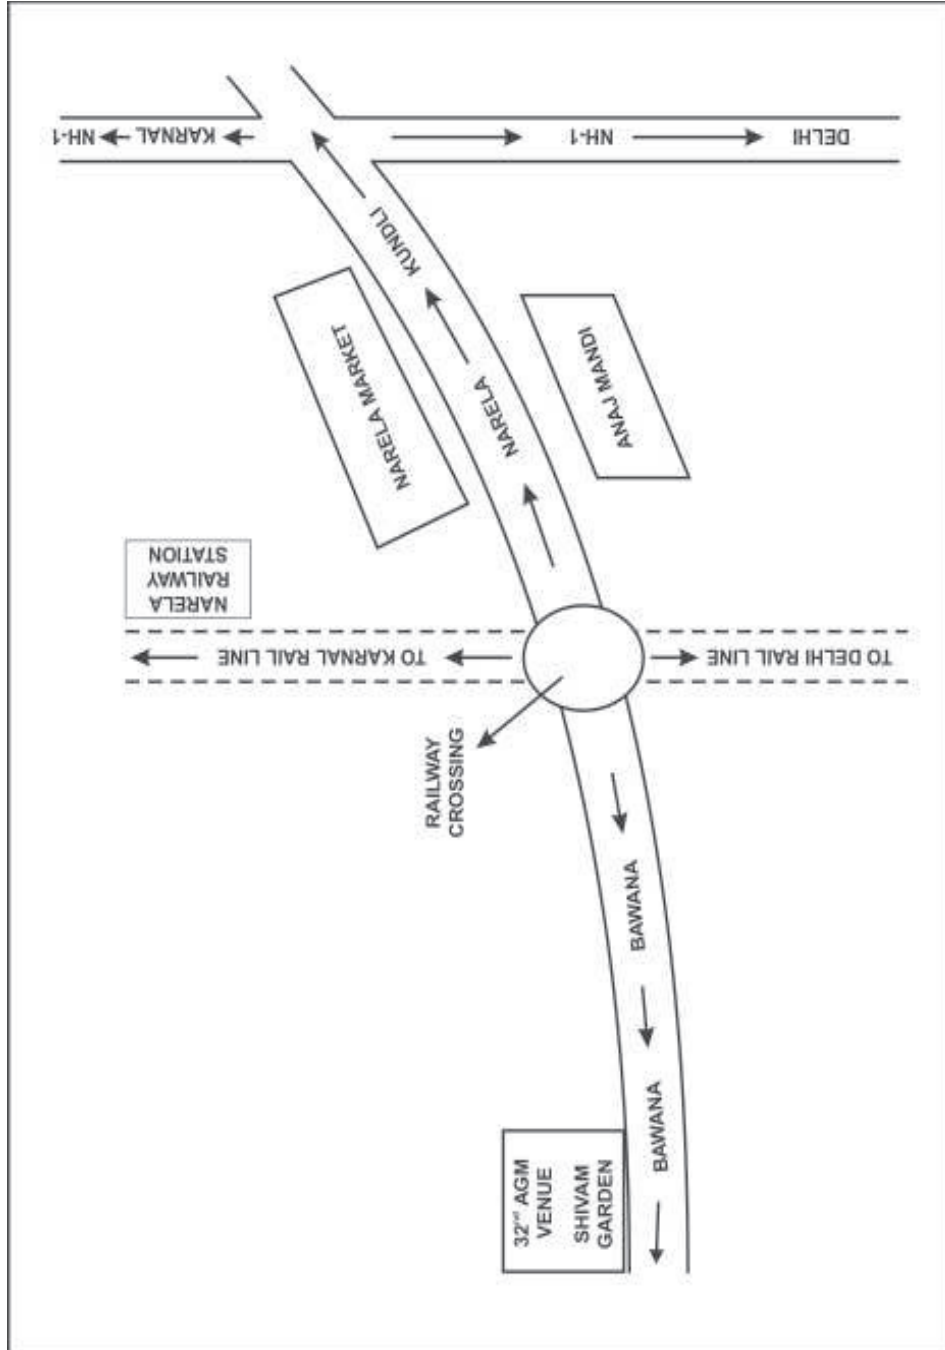 NH-1
KARNAL
NH-1
DELHI
KUNDLI
NARELA MARKET
NARELA
ANAJ MANDI
NARELA
RAILWAY
STATION
TO KARNAL RAIL LINE
TO DELHI RAIL LINE
RAILWAY
CROSSING
BAWANA
BAWANA
32nd AGM
VENUE
SHIVAM
GARDEN